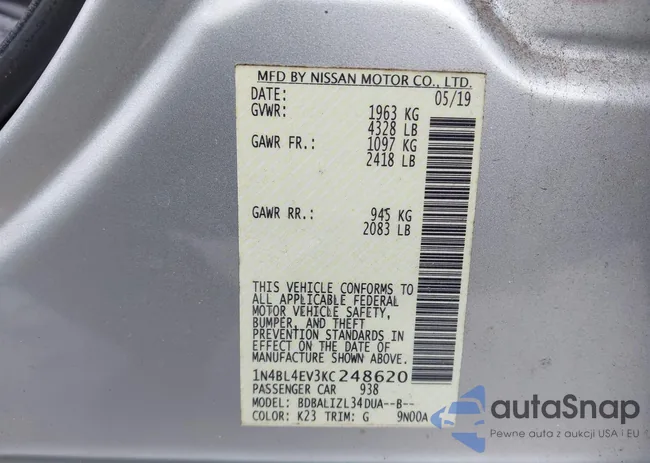 MFD BY NISSAN MOTOR CO., LTD.
DATE: 05/19
GVWR: 1963 KG
4328 LB
GAWR FR.: 1097 KG
2418 LB
GAWR RR.: 945 KG
2083 LB
THIS VEHICLE CONFORMS TO
ALL APPLICABLE FEDERAL
MOTOR VEHICLE SAFETY,
BUMPER, AND THEFT
PREVENTION STANDARDS IN
EFFECT ON THE DATE OF
MANUFACTURE SHOWN ABOVE.
1N4BL4EV3KC248620
PASSENGER CAR 938
MODEL: BDBALIZL34DUA--B--
COLOR: K23 TRIM: G 9N00A
autoSnap
Pewne auta z aukcji USA i EU